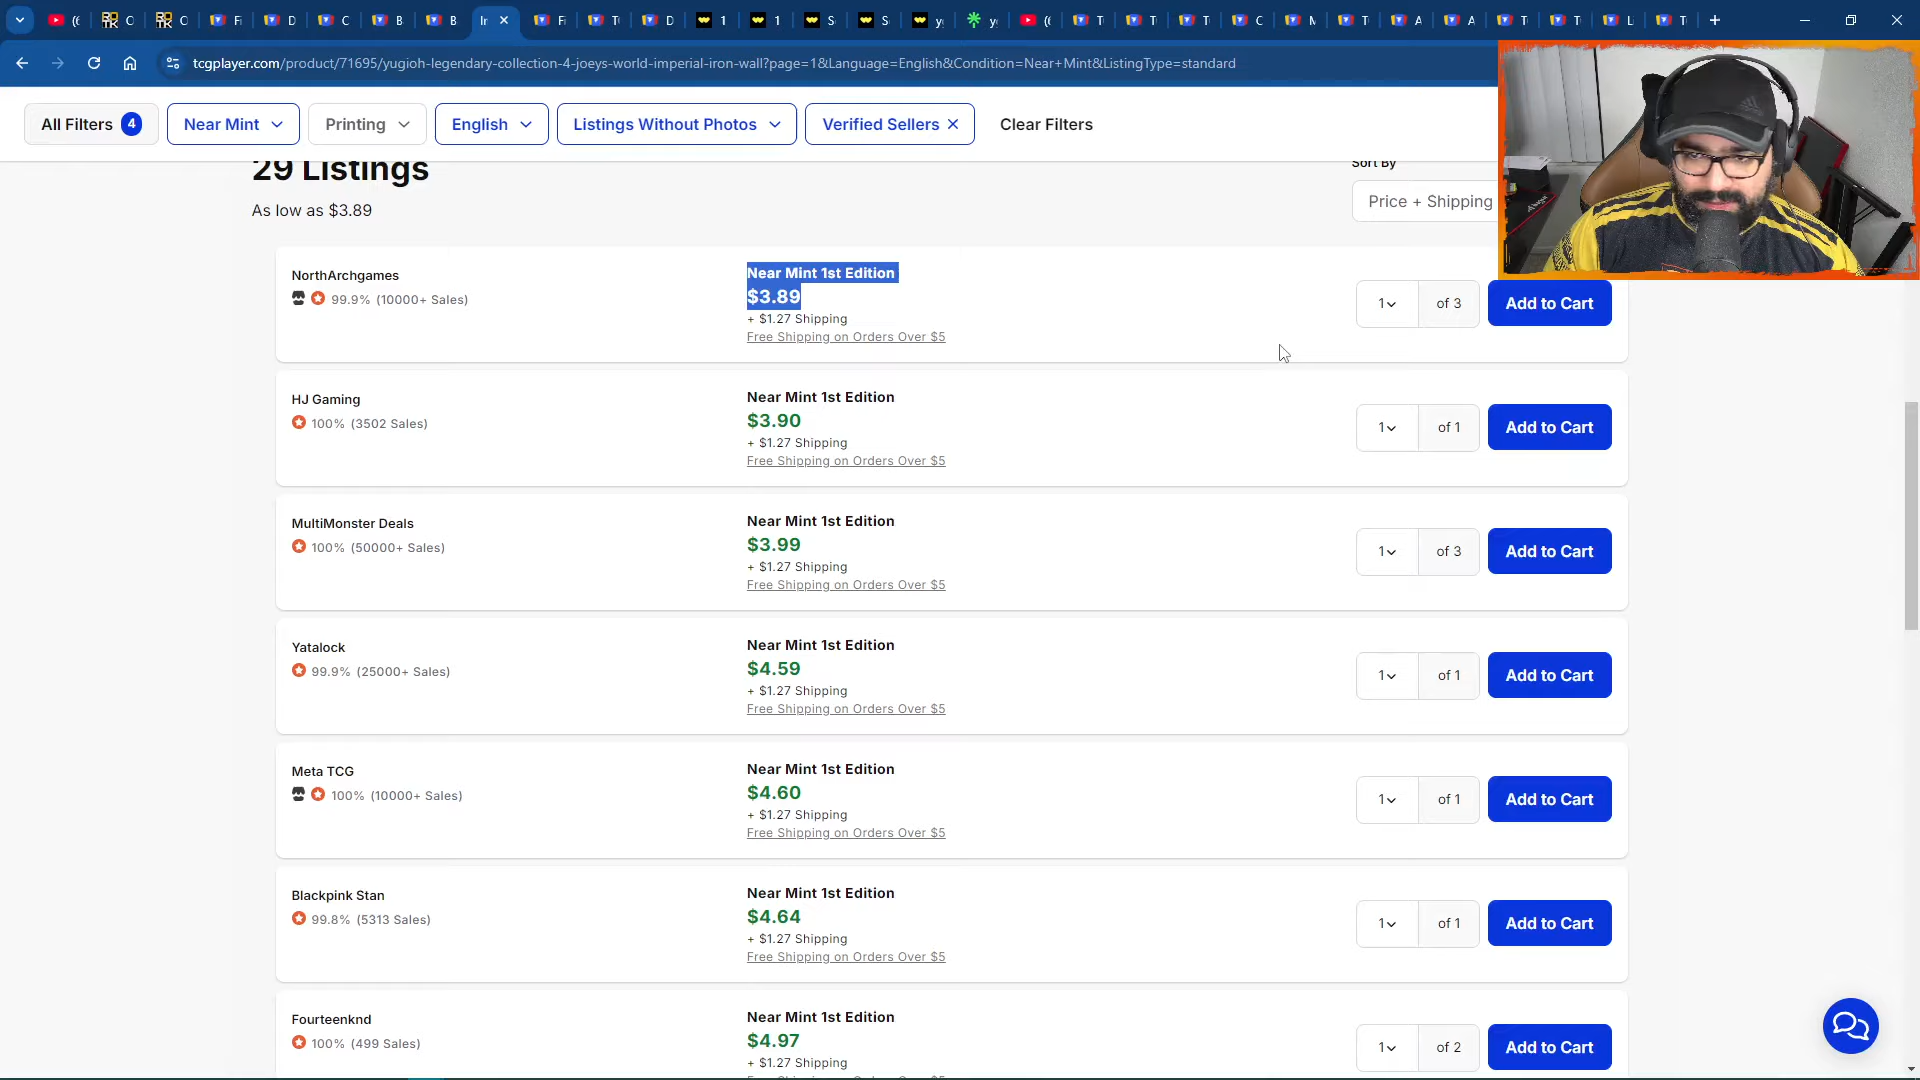 tcgplayer.com/product/71695/yugioh-legendary-collection-4-joeys-world-imperial-iron-wall?page=1&Language=English&Condition=Near+Mint&ListingType=standard
All Filters 4
Near Mint
Printing
English
Listings Without Photos
Verified Sellers
Clear Filters
29 Listings
As low as $3.89
Sort By
Price + Shipping
NorthArchgames
99.9% (10000+ Sales)
Near Mint 1st Edition
$3.89
+ $1.27 Shipping
Free Shipping on Orders Over $5
1
of 3
Add to Cart
HJ Gaming
100% (3502 Sales)
Near Mint 1st Edition
$3.90
+ $1.27 Shipping
Free Shipping on Orders Over $5
1
of 1
Add to Cart
MultiMonster Deals
100% (50000+ Sales)
Near Mint 1st Edition
$3.99
+ $1.27 Shipping
Free Shipping on Orders Over $5
1
of 3
Add to Cart
Yatalock
99.9% (25000+ Sales)
Near Mint 1st Edition
$4.59
+ $1.27 Shipping
Free Shipping on Orders Over $5
1
of 1
Add to Cart
Meta TCG
100% (10000+ Sales)
Near Mint 1st Edition
$4.60
+ $1.27 Shipping
Free Shipping on Orders Over $5
1
of 1
Add to Cart
Blackpink Stan
99.8% (5313 Sales)
Near Mint 1st Edition
$4.64
+ $1.27 Shipping
Free Shipping on Orders Over $5
1
of 1
Add to Cart
Fourteenknd
100% (499 Sales)
Near Mint 1st Edition
$4.97
+ $1.27 Shipping
1
of 2
Add to Cart